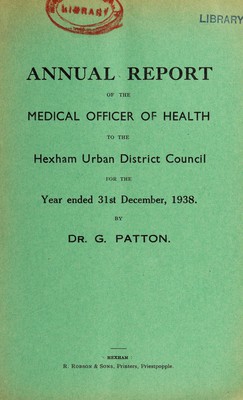 LIBRARY
LIBRARY
ANNUAL REPORT
OF THE
MEDICAL OFFICER OF HEALTH
TO THE
Hexham Urban District Council
FOR THE
Year ended 31st December, 1938.
BY
DR. G. PATTON.
HEXHAM
R. Robson & Sons, Printers, Priestpopple.